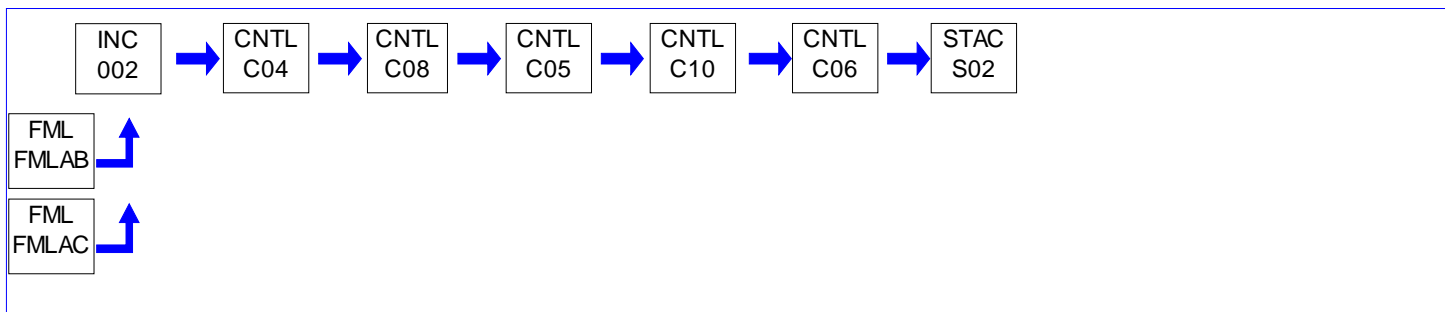 INC
002
CNTL
C04
CNTL
C08
CNTL
C05
CNTL
C10
CNTL
C06
STAC
S02
FML
FMLAB
FML
FMLAC